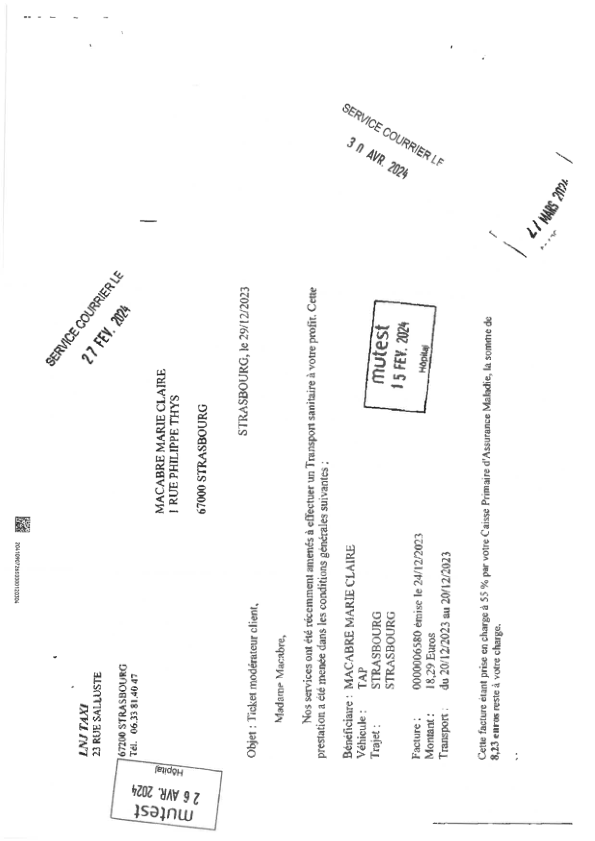 LNJ TAXI
23 RUE SALLUSTE
67200 STRASBOURG
Tél. 06.33.81.40.47
mutest
26 AVR. 2024
Hôpital
SERVICE COURRIER LE
27 FEV. 2024
MACABRE MARIE CLAIRE
1 RUE PHILIPPE THYS
67000 STRASBOURG
STRASBOURG, le 29/12/2023
Objet : Ticket modérateur client,
Madame Macabre,
Nos services ont été récemment amenés à effectuer un Transport sanitaire à votre profit. Cette
prestation a été menée dans les conditions générales suivantes :
Bénéficiaire : MACABRE MARIE CLAIRE
Véhicule : TAP
Trajet : STRASBOURG
STRASBOURG
Facture : 0000006580 émise le 24/12/2023
Montant : 18,29 Euros
Transport : du 20/12/2023 au 20/12/2023
mutest
15 FEV. 2024
Hôpital
SERVICE COURRIER LE
30 AVR. 2024
MARS 2024
Cette facture étant prise en charge à 55 % par votre Caisse Primaire d'Assurance Maladie, la somme de
8,23 euros reste à votre charge.